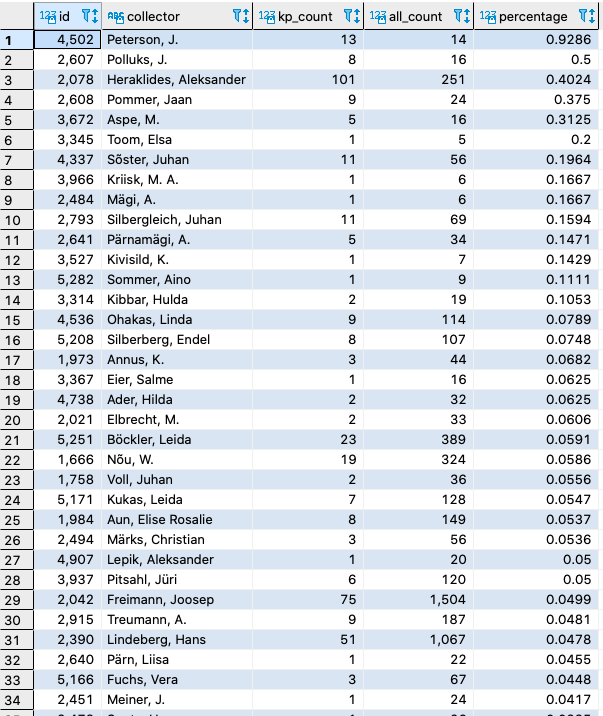 123 id ABC collector 123 kp_count 123 all_count 123 percentage
1 4,502 Peterson, J. 13 14 0.9286
2 2,607 Polluks, J. 8 16 0.5
3 2,078 Heraklides, Aleksander 101 251 0.4024
4 2,608 Pommer, Jaan 9 24 0.375
5 3,672 Aspe, M. 5 16 0.3125
6 3,345 Toom, Elsa 1 5 0.2
7 4,337 Sõster, Juhan 11 56 0.1964
8 3,966 Kriisk, M. A. 1 6 0.1667
9 2,484 Mägi, A. 1 6 0.1667
10 2,793 Silbergleich, Juhan 11 69 0.1594
11 2,641 Pärnamägi, A. 5 34 0.1471
12 3,527 Kivisild, K. 1 7 0.1429
13 5,282 Sommer, Aino 1 9 0.1111
14 3,314 Kibbar, Hulda 2 19 0.1053
15 4,536 Ohakas, Linda 9 114 0.0789
16 5,208 Silberberg, Endel 8 107 0.0748
17 1,973 Annus, K. 3 44 0.0682
18 3,367 Eier, Salme 1 16 0.0625
19 4,738 Ader, Hilda 2 32 0.0625
20 2,021 Elbrecht, M. 2 33 0.0606
21 5,251 Böckler, Leida 23 389 0.0591
22 1,666 Nõu, W. 19 324 0.0586
23 1,758 Voll, Juhan 2 36 0.0556
24 5,171 Kukas, Leida 7 128 0.0547
25 1,984 Aun, Elise Rosalie 8 149 0.0537
26 2,494 Märks, Christian 3 56 0.0536
27 4,907 Lepik, Aleksander 1 20 0.05
28 3,937 Pitsahl, Jüri 6 120 0.05
29 2,042 Freimann, Joosep 75 1,504 0.0499
30 2,915 Treumann, A. 9 187 0.0481
31 2,390 Lindeberg, Hans 51 1,067 0.0478
32 2,640 Pärn, Liisa 1 22 0.0455
33 5,166 Fuchs, Vera 3 67 0.0448
34 2,451 Meiner, J. 1 24 0.0417